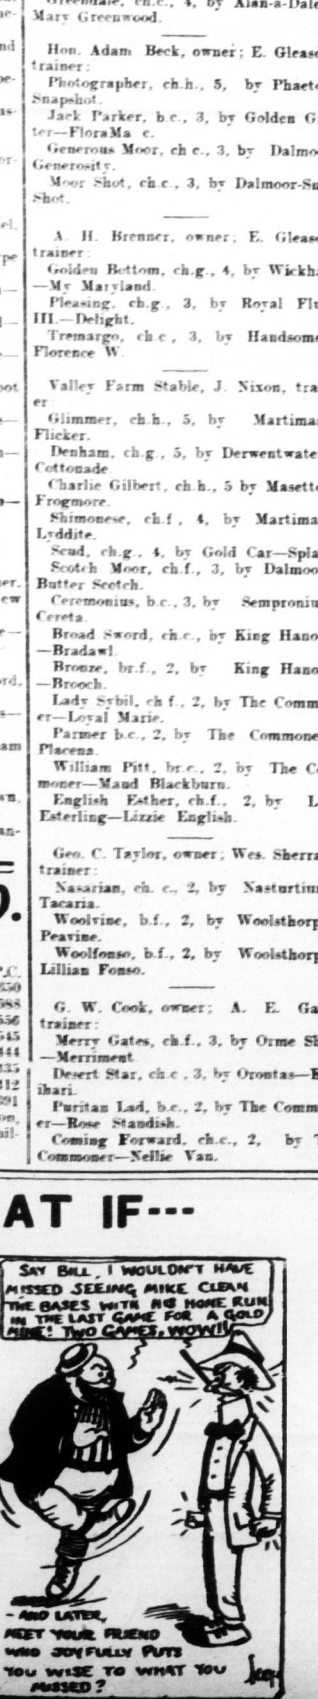 Greendale, ch.c., 4, by Alan-a-Dale
Mary Greenwood.
Hon. Adam Beck, owner; E. Gleas
trainer:
Photographer, ch.h., 5, by Phaet
Snapshot.
Jack Parker, b.c., 3, by Golden G
ter—FloraMa c.
Generous Moor, ch c., 3, by Dalmo
Generosity.
Moor Shot, ch.c., 3, by Dalmoor-Sn
Shot.
A. H. Brenner, owner; E. Gleas
trainer:
Golden Bottom, ch.g., 4, by Wickh
—My Maryland.
Pleasing, ch.g., 3, by Royal Flu
III.—Delight.
Tremargo, ch.c , 3, by Handsome
Florence W.
Valley Farm Stable, J. Nixon, tra
er:
Glimmer, ch.h., 5, by Martima
Flicker.
Denham, ch.g., 5, by Derwentwate
Cottonade.
Charlie Gilbert, ch.h., 5 by Masett
Frogmore.
Shimonese, ch.f , 4, by Martima
Lyddite.
Scud, ch.g., 4, by Gold Car—Spla
Scotch Moor, ch.f., 3, by Dalmoo
Butter Scotch.
Ceremonius, b.c., 3, by Semproniu
Cereta.
Broad Sword, ch.c., by King Hano
—Bradawl.
Bronze, br.f., 2, by King Hano
—Brooch.
Lady Sybil, ch f., 2, by The Comm
er—Loyal Marie.
Parmer b.c., 2, by The Commone
Placena.
William Pitt, br.c., 2, by The C
moner—Maud Blackburn.
English Esther, ch.f., 2, by L
Esterling—Lizzie English.
Geo. C. Taylor, owner; Wes. Sherra
trainer:
Nasarian, ch. c., 2, by Nasturtiu
Tacaria.
Woolvine, b.f., 2, by Woolsthorp
Peavine.
Woolfonso, b.f., 2, by Woolsthorp
Lillian Fonso.
G. W. Cook, owner; A. E. Ga
trainer:
Merry Gates, ch.f., 3, by Orme Sh
—Merriment.
Desert Star, ch.c , 3, by Orontas—
ihari.
Puritan Lad, b.c., 2, by The Comm
er—Rose Standish.
Coming Forward, ch.c., 2, by T
Commoner—Nellie Van.
AT IF---
SAY BILL, I WOULDN'T HAVE
MISSED SEEING MIKE CLEAN
THE BASES WITH HIS HOME RUN
IN THE LAST GAME FOR A GOLD
MINE! TWO GAMES, WOW!!
- AND LATER,
MEET YOUR FRIEND
WHO JOYFULLY PUTS
YOU WISE TO WHAT YOU
MISSED?